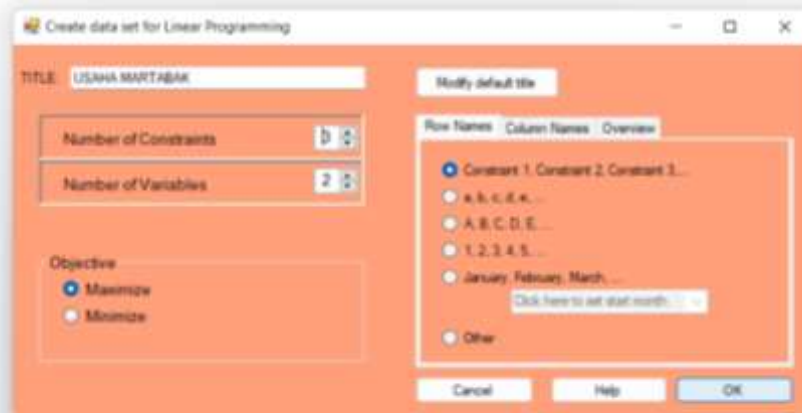 Create data set for Linear Programming
TITLE: USAHA MARTABAK
Modify default title
Number of Constraints
Number of Variables 2
Objective
Maximize
Minimize
Row Names Column Names Overview
Constraint 1, Constraint 2, Constraint 3,...
a, b, c, d, e, ...
A, B, C, D, E, ...
1, 2, 3, 4, 5, ...
January, February, March, ...
Click here to set start month
Other
Cancel Help OK